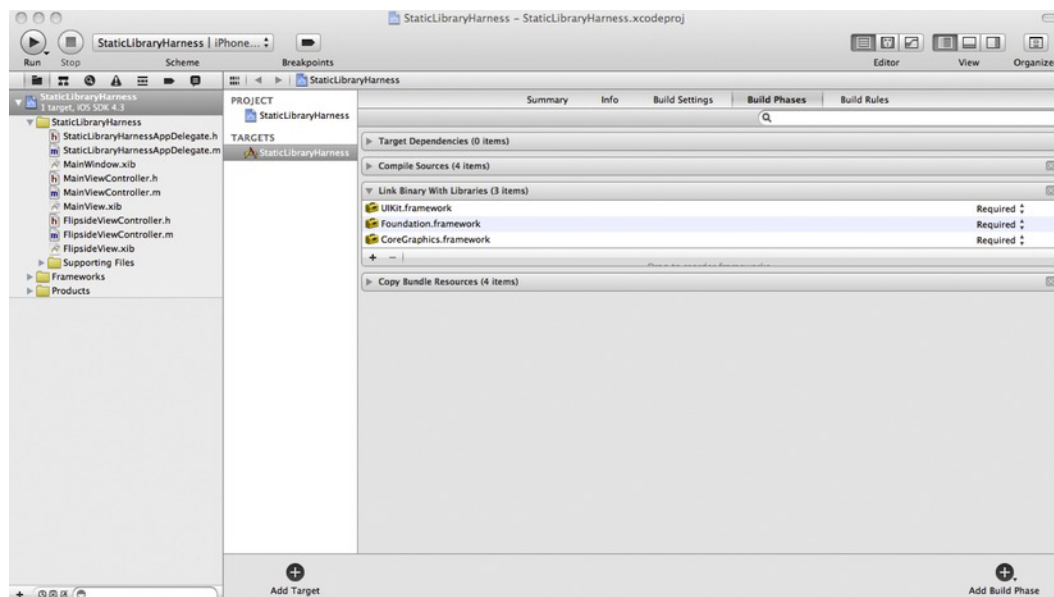 StaticLibraryHarness – StaticLibraryHarness.xcodeproj
StaticLibraryHarness | iPhone...
Run Stop Scheme Breakpoints Editor View Organize
StaticLibraryHarness
StaticLibraryHarness
1 target, iOS SDK 4.3
StaticLibraryHarness
StaticLibraryHarnessAppDelegate.h
StaticLibraryHarnessAppDelegate.m
MainWindow.xib
MainViewController.h
MainViewController.m
MainView.xib
FlipsideViewController.h
FlipsideViewController.m
FlipsideView.xib
Supporting Files
Frameworks
Products
PROJECT
StaticLibraryHarness
TARGETS
StaticLibraryHarness
Summary Info Build Settings Build Phases Build Rules
Target Dependencies (0 items)
Compile Sources (4 items)
Link Binary With Libraries (3 items)
UIKit.framework Required
Foundation.framework Required
CoreGraphics.framework Required
Copy Bundle Resources (4 items)
Add Target Add Build Phase